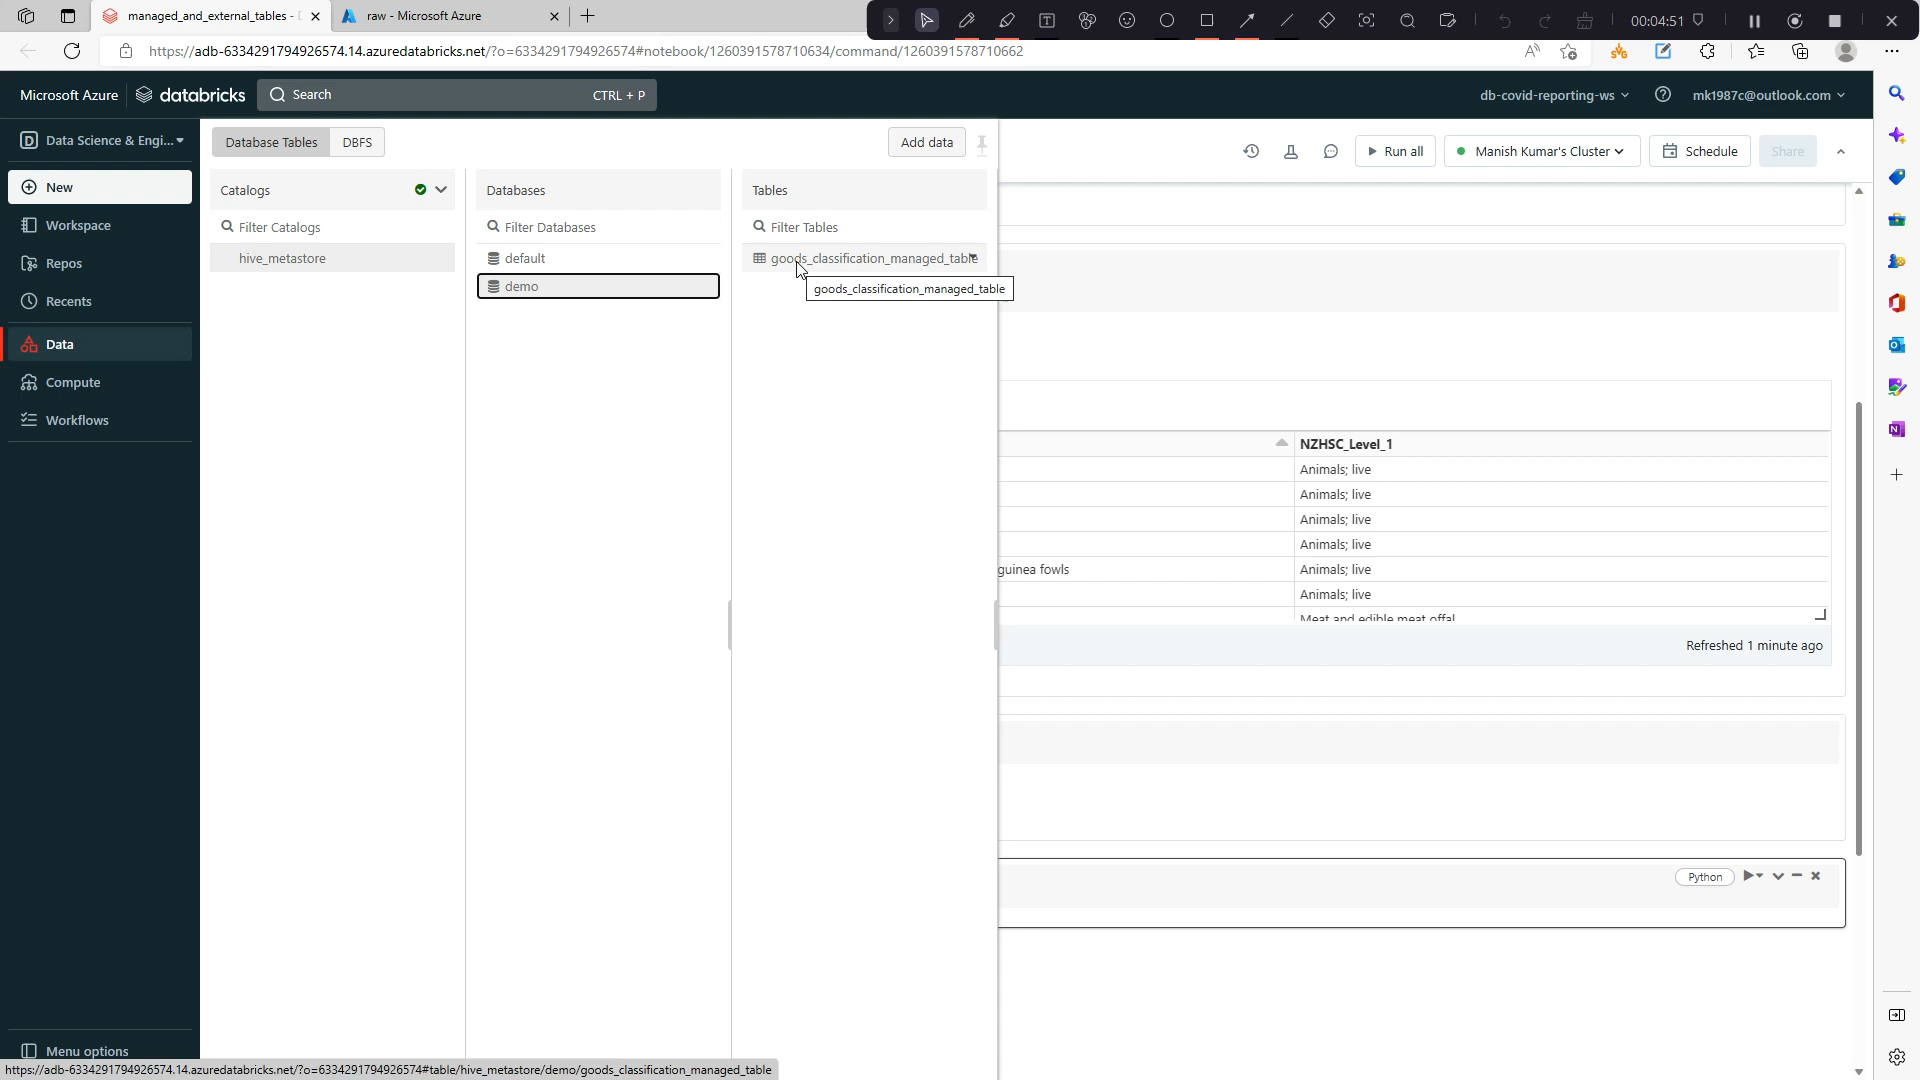 managed_and_external_tables - 
raw - Microsoft Azure
00:04:51
https://adb-6334291794926574.14.azuredatabricks.net/?o=6334291794926574#notebook/1260391578710634/command/1260391578710662
Microsoft Azure
databricks
Search
CTRL + P
db-covid-reporting-ws
mk1987c@outlook.com
Data Science & Engi...
Database Tables
DBFS
Add data
Run all
Manish Kumar's Cluster
Schedule
Share
New
Catalogs
Databases
Tables
Workspace
Filter Catalogs
Filter Databases
Filter Tables
Repos
hive_metastore
default
goods_classification_managed_table
demo
goods_classification_managed_table
Recents
Data
Compute
Workflows
NZHSC_Level_1
Animals; live
Animals; live
Animals; live
Animals; live
guinea fowls
Animals; live
Animals; live
Meat and edible meat offal
Refreshed 1 minute ago
Python
Menu options
https://adb-6334291794926574.14.azuredatabricks.net/?o=6334291794926574#table/hive_metastore/demo/goods_classification_managed_table